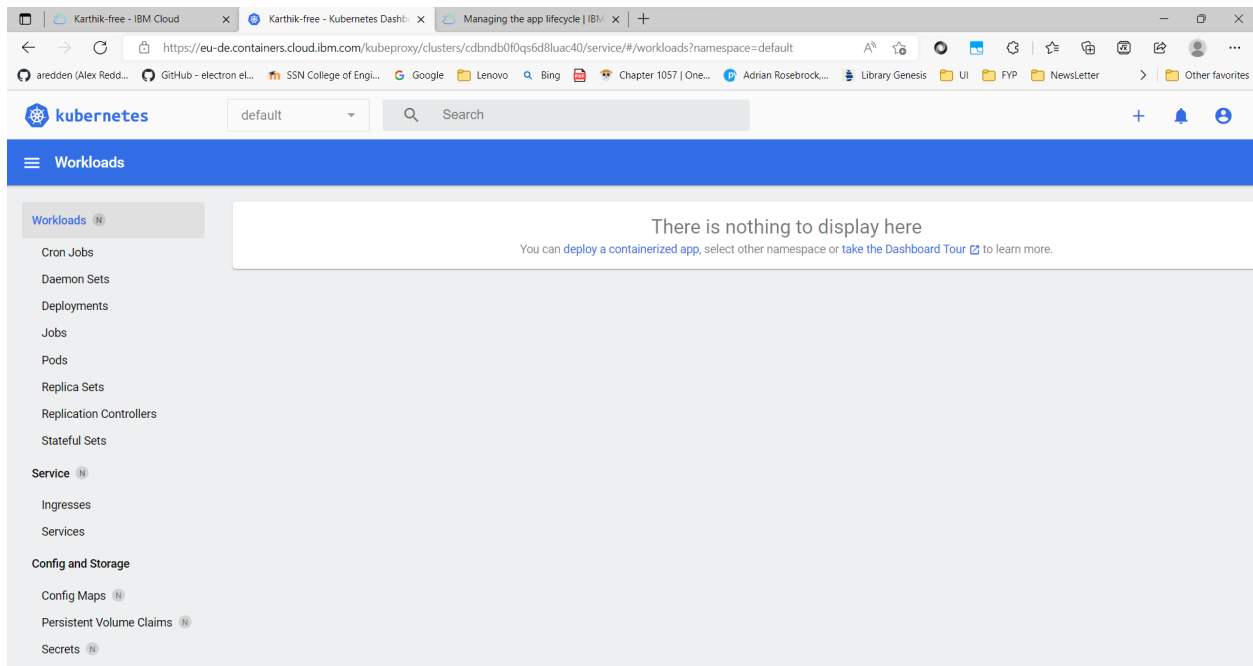 Karthik-free - IBM Cloud
Karthik-free - Kubernetes Dashb
Managing the app lifecycle | IBM
https://eu-de.containers.cloud.ibm.com/kubeproxy/clusters/cdbndb0f0qs6d8luac40/service/#/workloads?namespace=default
aredden (Alex Redd... GitHub - electron el... SSN College of Engi... Google Lenovo Bing Chapter 1057 | One... Adrian Rosebrock,... Library Genesis UI FYP NewsLetter Other favorites
kubernetes default Search
Workloads
Workloads N
Cron Jobs
Daemon Sets
Deployments
Jobs
Pods
Replica Sets
Replication Controllers
Stateful Sets
Service N
Ingresses
Services
Config and Storage
Config Maps N
Persistent Volume Claims N
Secrets N
There is nothing to display here
You can deploy a containerized app, select other namespace or take the Dashboard Tour to learn more.